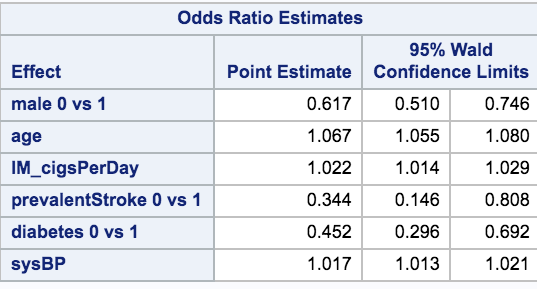 Odds Ratio Estimates
Effect Point Estimate 95% Wald Confidence Limits
male 0 vs 1 0.617 0.510 0.746
age 1.067 1.055 1.080
IM_cigsPerDay 1.022 1.014 1.029
prevalentStroke 0 vs 1 0.344 0.146 0.808
diabetes 0 vs 1 0.452 0.296 0.692
sysBP 1.017 1.013 1.021